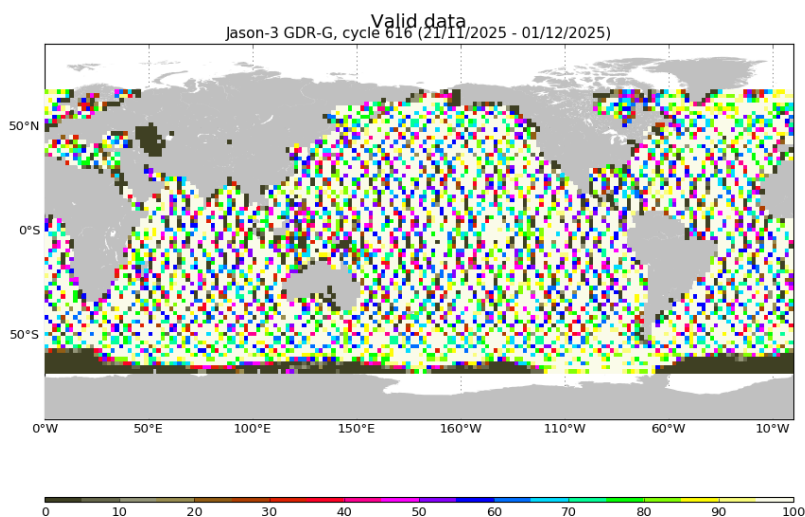 Valid data
Jason-3 GDR-G, cycle 616 (21/11/2025 - 01/12/2025)
50°N
0°S
50°S
0°W 50°E 100°E 150°E 160°W 110°W 60°W 10°W
0 10 20 30 40 50 60 70 80 90 100